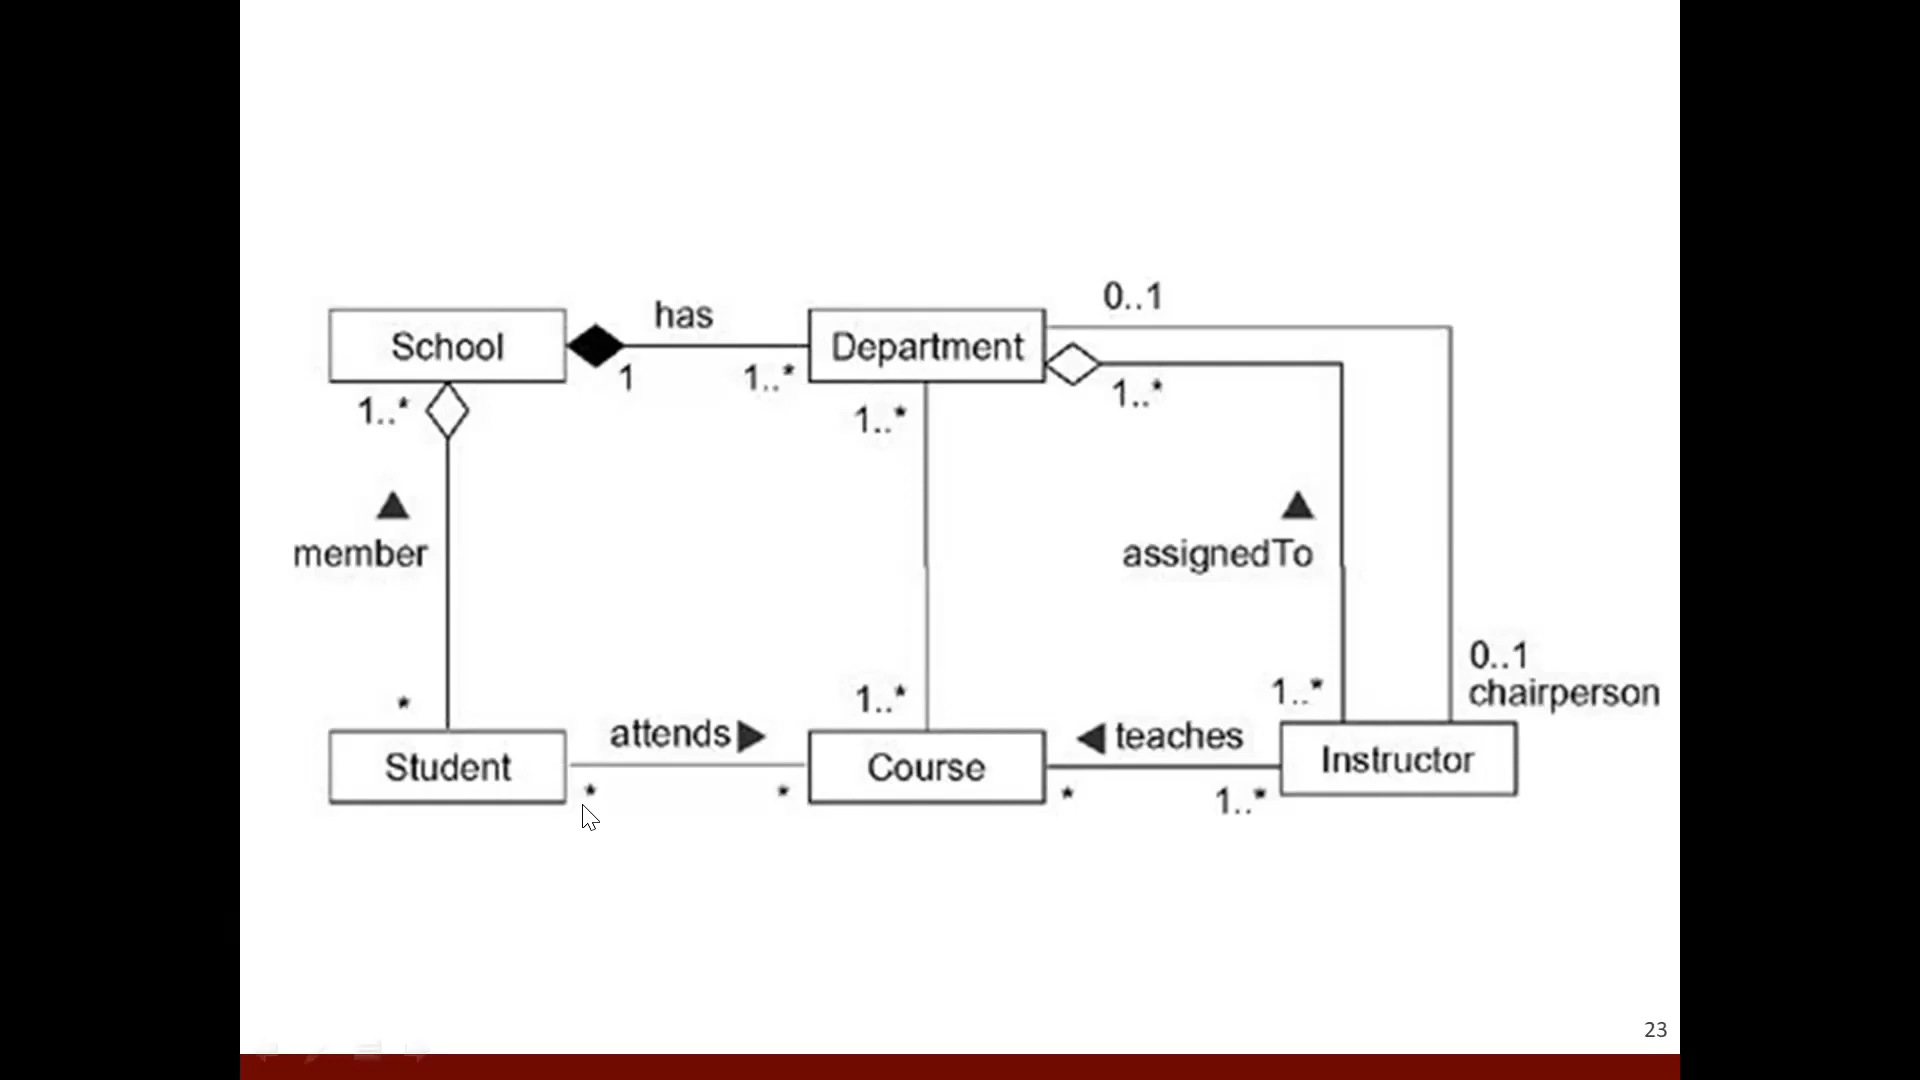 has
0..1
School
Department
1
1..*
1..*
1..*
1..*
member
assignedTo
0..1
*
1..*
1..*
chairperson
attends
teaches
Student
Course
Instructor
*
*
*
1..*
23